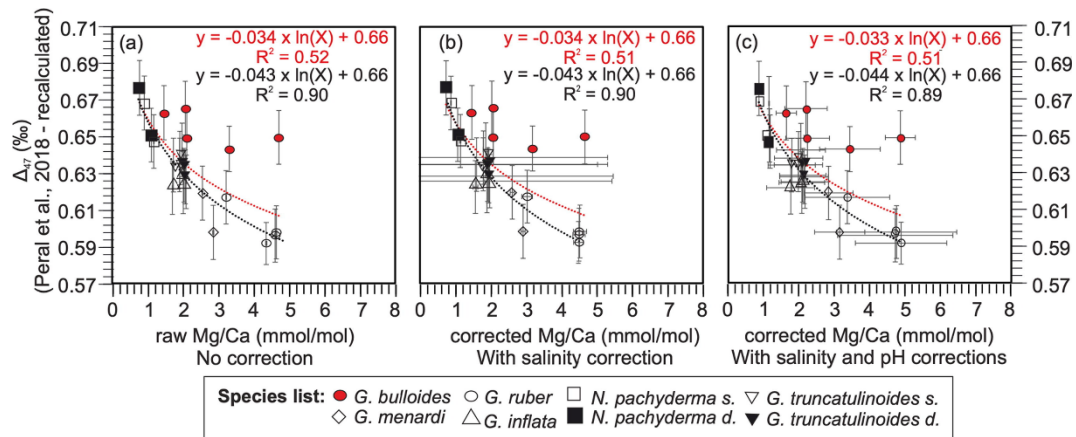 (a)
y = -0.034 x ln(X) + 0.66
R² = 0.52
y = -0.043 x ln(X) + 0.66
R² = 0.90
(b)
y = -0.034 x ln(X) + 0.66
R² = 0.51
y = -0.043 x ln(X) + 0.66
R² = 0.90
(c)
y = -0.033 x ln(X) + 0.66
R² = 0.51
y = -0.044 x ln(X) + 0.66
R² = 0.89
Δ47 (‰)
(Peral et al., 2018 - recalculated)
0.71
0.69
0.67
0.65
0.63
0.61
0.59
0.57
0.71
0.69
0.67
0.65
0.63
0.61
0.59
0.57
0 1 2 3 4 5 6 7 8
0 1 2 3 4 5 6 7 8
0 1 2 3 4 5 6 7 8
raw Mg/Ca (mmol/mol)
No correction
corrected Mg/Ca (mmol/mol)
With salinity correction
corrected Mg/Ca (mmol/mol)
With salinity and pH corrections
Species list: G. bulloides G. ruber N. pachyderma s. G. truncatulinoides s.
G. menardi G. inflata N. pachyderma d. G. truncatulinoides d.